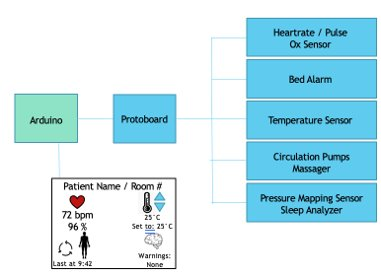 Heartrate / Pulse
Ox Sensor
Bed Alarm
Arduino
Protoboard
Temperature Sensor
Circulation Pumps
Massager
Pressure Mapping Sensor
Sleep Analyzer
Patient Name / Room #
72 bpm
96 %
25˚C
Set to: 25˚C
Last at 9:42
Warnings:
None